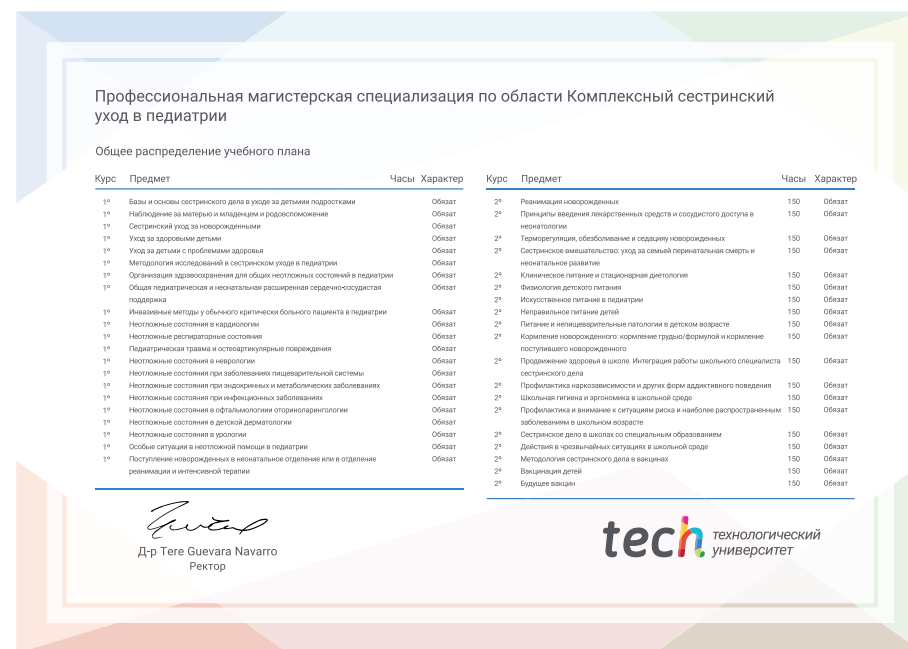 Профессиональная магистерская специализация по области Комплексный сестринский
уход в педиатрии
Общее распределение учебного плана
Курс Предмет Часы Характер
1º Базы и основы сестринского дела в уходе за детьмии подростками Обязат
1º Наблюдение за матерью и младенцем и родовспоможение Обязат
1º Сестринский уход за новорожденными Обязат
1º Уход за здоровыми детьми Обязат
1º Уход за детьми с проблемами здоровья Обязат
1º Методология исследований в сестринском уходе в педиатрии Обязат
1º Организация здравоохранения для общих неотложных состояний в педиатрии Обязат
1º Общая педиатрическая и неонатальная расширенная сердечно-сосудистая Обязат
поддержка
1º Инвазивные методы у обычного критически больного пациента в педиатрии Обязат
1º Неотложные состояния в кардиологии Обязат
1º Неотложные респираторные состояния Обязат
1º Педиатрическая травма и остеоартикулярные повреждения Обязат
1º Неотложные состояния в неврологии Обязат
1º Неотложные состояния при заболеваниях пищеварительной системы Обязат
1º Неотложные состояния при эндокринных и метаболических заболеваниях Обязат
1º Неотложные состояния при инфекционных заболеваниях Обязат
1º Неотложные состояния в офтальмологиии оториноларингологии Обязат
1º Неотложные состояния в детской дерматологии Обязат
1º Неотложные состояния в урологии Обязат
1º Особые ситуации в неотложной помощи в педиатрии Обязат
1º Поступление новорожденных в неонатальное отделение или в отделение Обязат
реанимации и интенсивной терапии
Курс Предмет Часы Характер
2º Реанимация новорожденных 150 Обязат
2º Принципы введения лекарственных средств и сосудистого доступа в 150 Обязат
неонатологии
2º Терморегуляция, обезболивание и седацияу новорожденных 150 Обязат
2º Сестринское вмешательство: уход за семьей перинатальная смерть и 150 Обязат
неонатальное развитие
2º Клиническое питание и стационарная диетология 150 Обязат
2º Физиология детского питания 150 Обязат
2º Искусственное питание в педиатрии 150 Обязат
2º Неправильное питание детей 150 Обязат
2º Питание и непищеварительные патологии в детском возрасте 150 Обязат
2º Кормление новорожденного: кормление грудью/формулой и кормление 150 Обязат
поступившего новорожденного
2º Продвижение здоровья в школе. Интеграция работы школьного специалиста 150 Обязат
сестринского дела
2º Профилактика наркозависимости и других форм аддиктивного поведения 150 Обязат
2º Школьная гигиена и эргономика в школьной среде 150 Обязат
2º Профилактика и внимание к ситуациям риска и наиболее распространенным 150 Обязат
заболеваниям в школьном возрасте
2º Сестринское дело в школах со специальным образованием 150 Обязат
2º Действия в чрезвычайных ситуациях в школьной среде 150 Обязат
2º Методология сестринского дела в вакцинах 150 Обязат
2º Вакцинация детей 150 Обязат
2º Будущее вакцин 150 Обязат
Д-р Tere Guevara Navarro
Ректор
tech технологический
университет